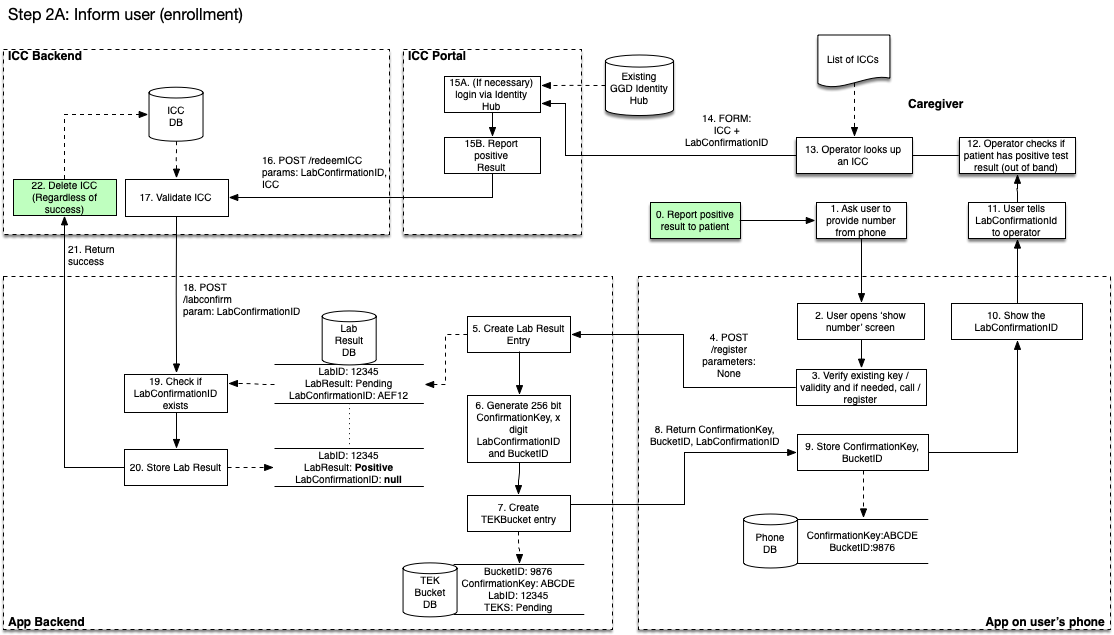 Step 2A: Inform user (enrollment)
ICC Backend
ICC
DB
22. Delete ICC
(Regardless of
success)
17. Validate ICC
16. POST /redeemICC
params: LabConfirmationID,
ICC
21. Return
success
18. POST
/labconfirm
param: LabConfirmationID
ICC Portal
15A. (If necessary)
login via Identity
Hub
15B. Report
positive
Result
Existing
GGD Identity
Hub
List of ICCs
Caregiver
14. FORM:
ICC +
LabConfirmationID
13. Operator looks up
an ICC
12. Operator checks if
patient has positive test
result (out of band)
0. Report positive
result to patient
1. Ask user to
provide number
from phone
11. User tells
LabConfirmationId
to operator
Lab
Result
DB
LabID: 12345
LabResult: Pending
LabConfirmationID: AEF12
19. Check if
LabConfirmationID
exists
20. Store Lab Result
LabID: 12345
LabResult: Positive
LabConfirmationID: null
5. Create Lab Result
Entry
6. Generate 256 bit
ConfirmationKey, x
digit
LabConfirmationID
and BucketID
7. Create
TEKBucket entry
TEK
Bucket
DB
BucketID: 9876
ConfirmationKey: ABCDE
LabID: 12345
TEKS: Pending
App Backend
4. POST
/register
parameters:
None
8. Return ConfirmationKey,
BucketID, LabConfirmationID
2. User opens ‘show
number’ screen
3. Verify existing key /
validity and if needed, call /
register
10. Show the
LabConfirmationID
9. Store ConfirmationKey,
BucketID
Phone
DB
ConfirmationKey:ABCDE
BucketID:9876
App on user’s phone